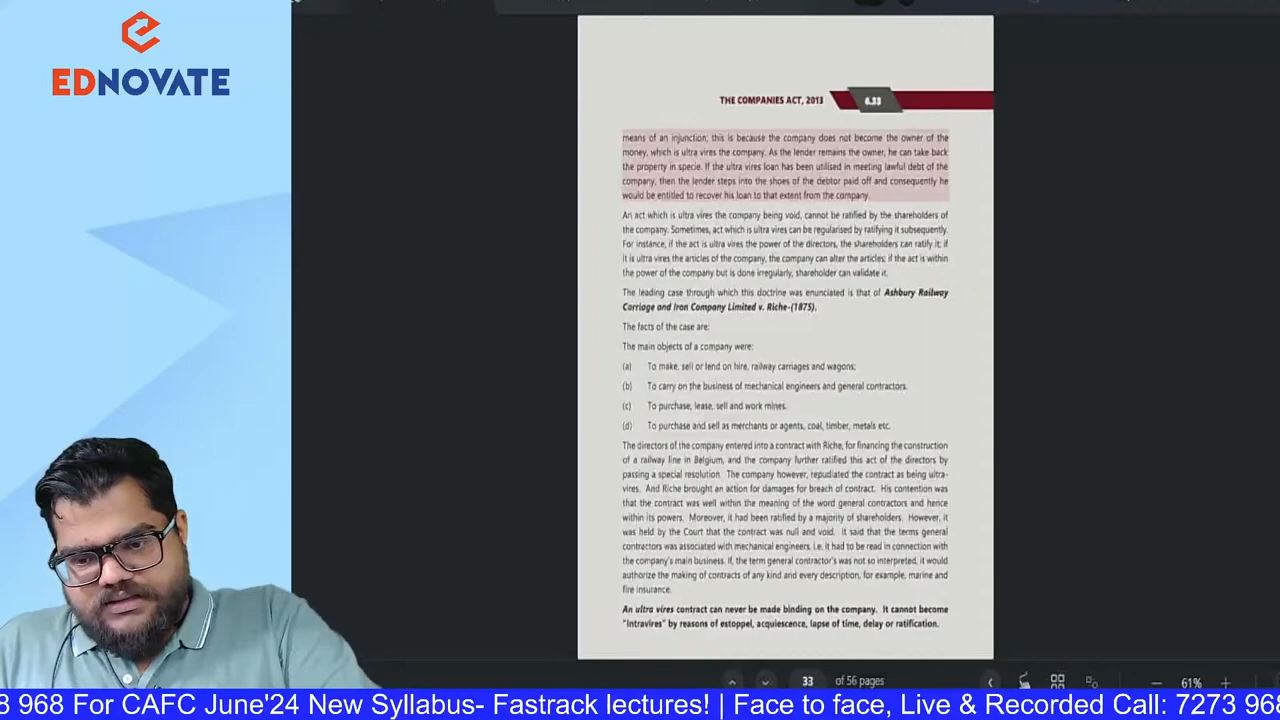 EDNOVATE
THE COMPANIES ACT, 2013
6.33
means of an injunction; this is because the company does not become the owner of the
money, which is ultra vires the company. As the lender remains the owner, he can take back
the property in specie. If the ultra vires loan has been utilised in meeting lawful debt of the
company, then the lender steps into the shoes of the debtor paid off and consequently he
would be entitled to recover his loan to that extent from the company.
An act which is ultra vires the company being void, cannot be ratified by the shareholders of
the company. Sometimes, act which is ultra vires can be regularised by ratifying it subsequently.
For instance, if the act is ultra vires the power of the directors, the shareholders can ratify it; if
it is ultra vires the articles of the company, the company can alter the articles; if the act is within
the power of the company but is done irregularly, shareholder can validate it.
The leading case through which this doctrine was enunciated is that of Ashbury Railway
Carriage and Iron Company Limited v. Riche-(1875).
The facts of the case are:
The main objects of a company were:
(a) To make, sell or lend on hire, railway carriages and wagons;
(b) To carry on the business of mechanical engineers and general contractors.
(c) To purchase, lease, sell and work mines.
(d) To purchase and sell as merchants or agents, coal, timber, metals etc.
The directors of the company entered into a contract with Riche, for financing the construction
of a railway line in Belgium, and the company further ratified this act of the directors by
passing a special resolution. The company however, repudiated the contract as being ultra-
vires. And Riche brought an action for damages for breach of contract. His contention was
that the contract was well within the meaning of the word general contractors and hence
within its powers. Moreover, it had been ratified by a majority of shareholders. However, it
was held by the Court that the contract was null and void. It said that the terms general
contractors was associated with mechanical engineers, i.e. it had to be read in connection with
the company's main business. If, the term general contractor's was not so interpreted, it would
authorize the making of contracts of any kind and every description, for example, marine and
fire insurance.
An ultra vires contract can never be made binding on the company. It cannot become
"Intravires" by reasons of estoppel, acquiescence, lapse of time, delay or ratification.
33 of 56 pages
61%
8 968 For CAFC June'24 New Syllabus- Fastrack lectures! | Face to face, Live & Recorded Call: 7273 968